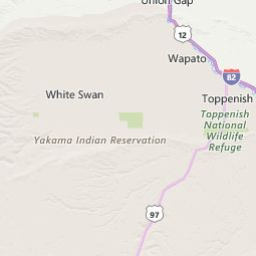 Union Gap
12
Wapato
82
White Swan
Toppenish
Toppenish
National
Wildlife
Refuge
Yakama Indian Reservation
97